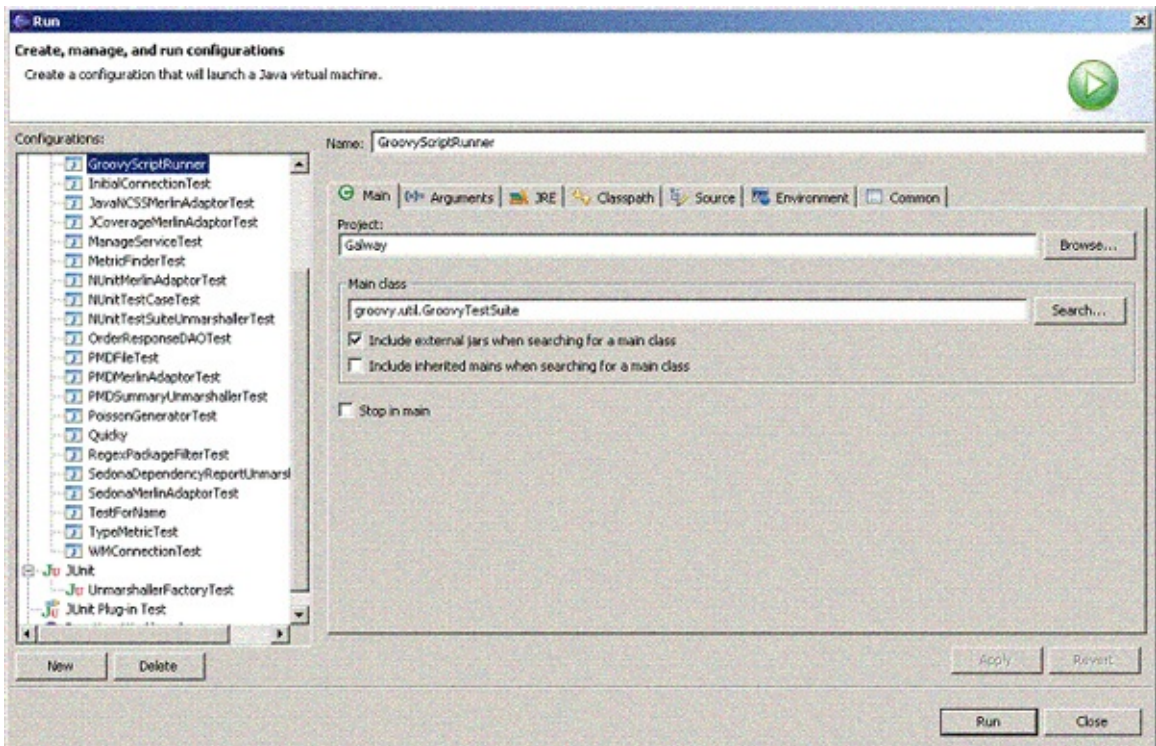 Run
Create, manage, and run configurations
Create a configuration that will launch a Java virtual machine.
Configurations:
GroovyScriptRunner
InitialConnectionTest
JavaNCSSMerlinAdaptorTest
JCoverageMerlinAdaptorTest
ManageServiceTest
MetricFinderTest
NUnitMerlinAdaptorTest
NUnitTestCaseTest
NUnitTestSuiteUnmarshallerTest
OrderResponseDAOTest
PMDFileTest
PMDMerlinAdaptorTest
PMDSummaryUnmarshallerTest
PoissonGeneratorTest
Quicky
RegexPackageFilterTest
SedonaDependencyReportUnmarsl
SedonaMerlinAdaptorTest
TestForName
TypeMetricTest
WMConnectionTest
JUnit
UnmarshallerFactoryTest
JUnit Plug-in Test
New Delete
Name: GroovyScriptRunner
Main Arguments JRE Classpath Source Environment Common
Project:
Galway Browse...
Main class
groovy.util.GroovyTestSuite Search...
Include external jars when searching for a main class
Include inherited mains when searching for a main class
Stop in main
Apply Revert
Run Close